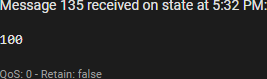 Message 135 received on state at 5:32 PM:
100
QoS: 0 - Retain: false